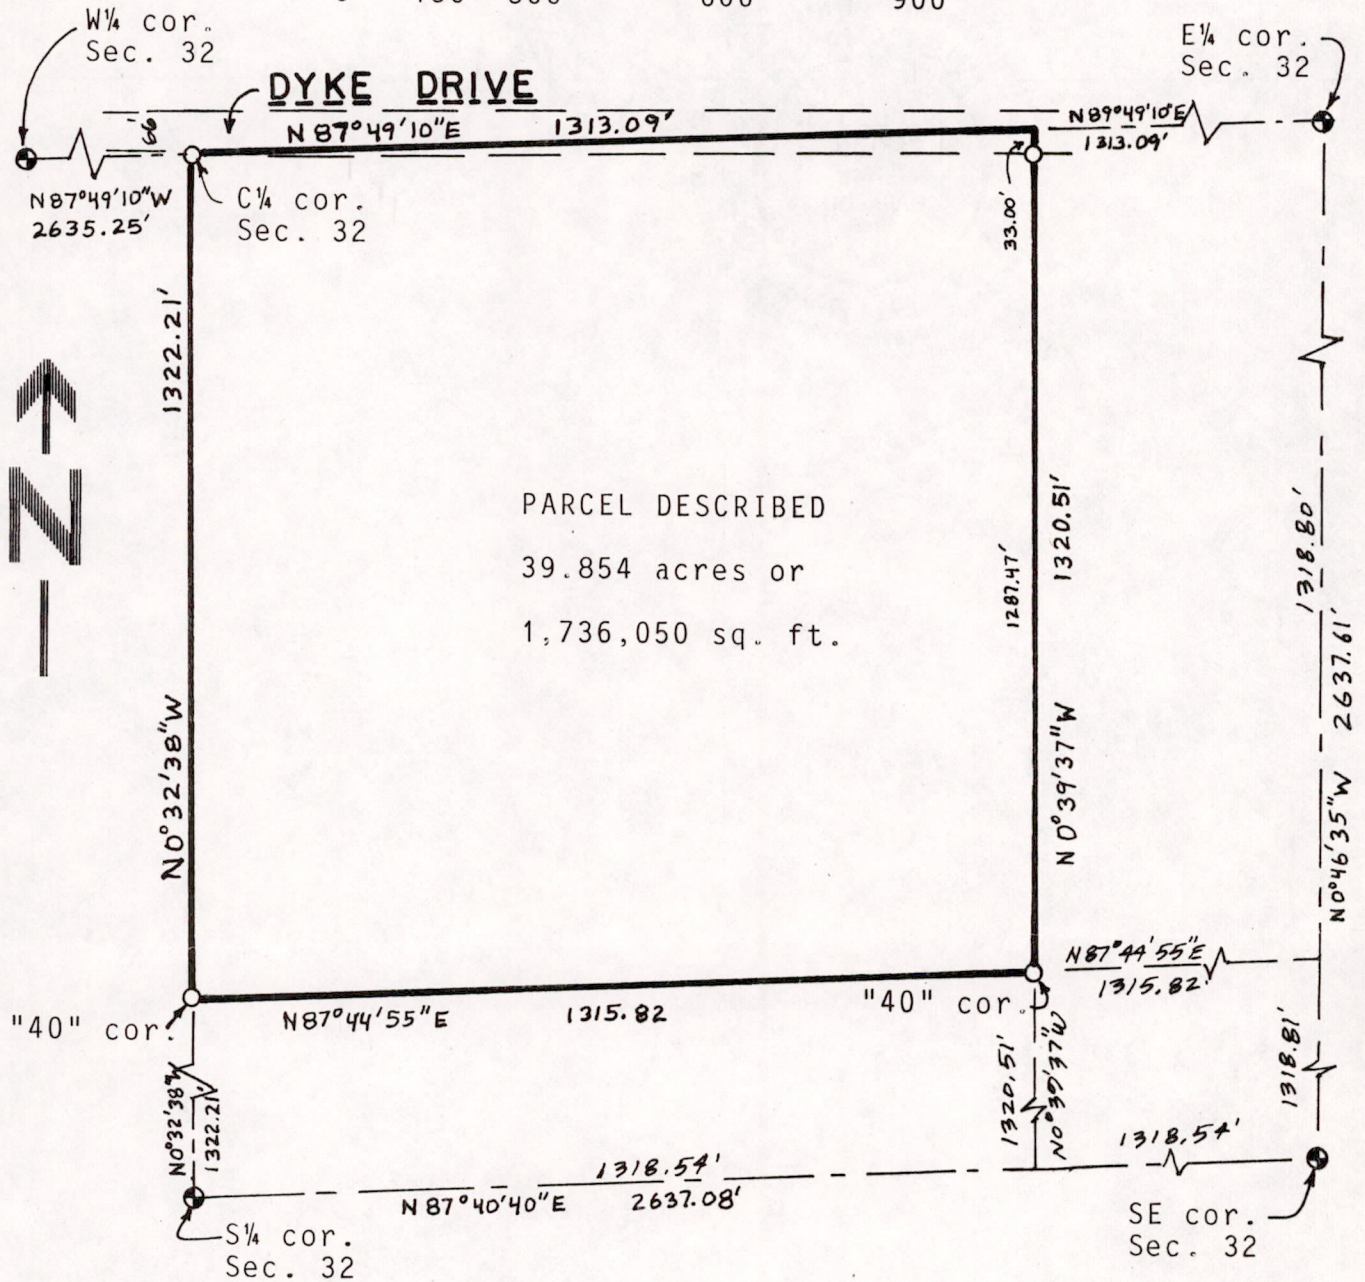 W¼ cor.
Sec. 32
E¼ cor.
Sec. 32
DYKE DRIVE
N 87°49'10"E 1313.09'
N89°49'10"E
1313.09'
66'
N87°49'10"W
2635.25'
C¼ cor.
Sec. 32
33.00'
1322.21'
N
PARCEL DESCRIBED
39.854 acres or
1,736,050 sq. ft.
1287.47'
1320.51'
1318.80'
2637.61'
N0°32'38"W
N 0°39'37"W
N0°46'35"W
N87°44'55"E
1315.82'
"40" cor.
N87°44'55"E 1315.82
"40" cor.
N0°32'38"W
1322.21'
1320.51'
N0°39'37"W
1318.81'
1318.54'
1318.54'
N 87°40'40"E 2637.08'
S¼ cor.
Sec. 32
SE cor.
Sec. 32